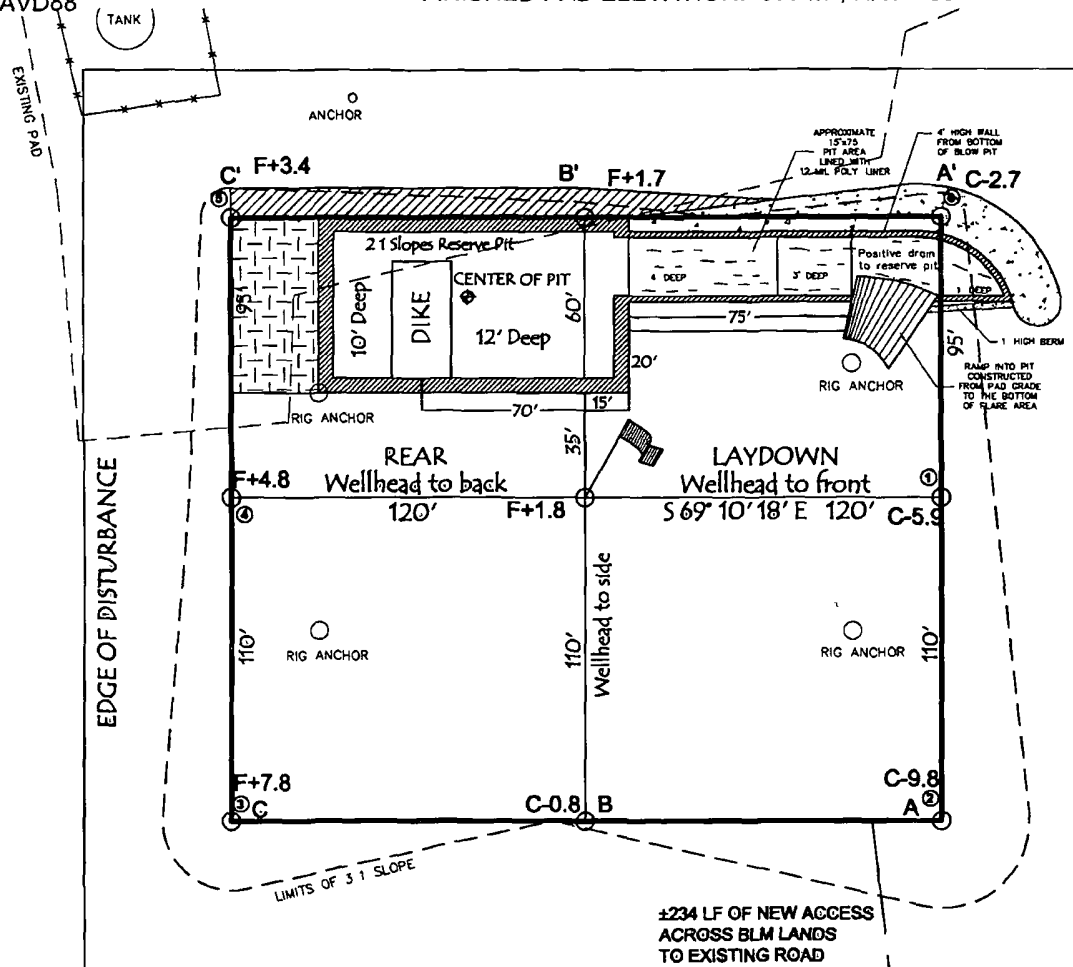 AVD88
TANK
EXISTING PAD
ANCHOR
APPROXIMATE
15'x75
PIT AREA
LINED WITH
12-MIL POLY LINER
4' HIGH WALL
FROM BOTTOM
OF BLOW PIT
C'
F+3.4
B'
F+1.7
A'
C-2.7
⑤
2 1 Slopes Reserve Pit
Positive drain
to reserve pit
CENTER OF PIT
4 DEEP
3' DEEP
1 DEEP
95'
10' Deep
DIKE
12' Deep
60'
75'
95'
1 HIGH BERM
20'
RIG ANCHOR
RAMP INTO PIT
CONSTRUCTED
FROM PAD GRADE
TO THE BOTTOM
OF FLARE AREA
70'
15'
RIG ANCHOR
35'
REAR
LAYDOWN
F+4.8
Wellhead to back
Wellhead to front
①
④
120'
F+1.8
S 69° 10' 18" E 120'
C-5.9
EDGE OF DISTURBANCE
110'
RIG ANCHOR
110'
Wellhead to side
RIG ANCHOR
110'
F+7.8
C-9.8
③
C
C-0.8
B
A
②
LIMITS OF 3 1 SLOPE
±234 LF OF NEW ACCESS
ACROSS BLM LANDS
TO EXISTING ROAD